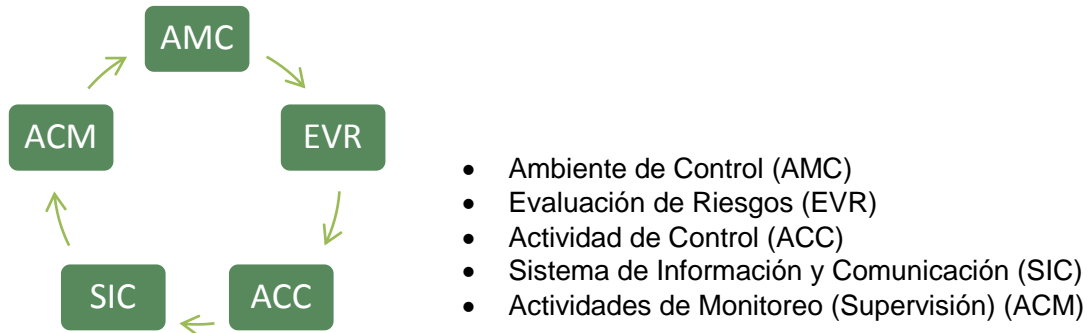 AMC
ACM
EVR
SIC
ACC
• Ambiente de Control (AMC)
• Evaluación de Riesgos (EVR)
• Actividad de Control (ACC)
• Sistema de Información y Comunicación (SIC)
• Actividades de Monitoreo (Supervisión) (ACM)